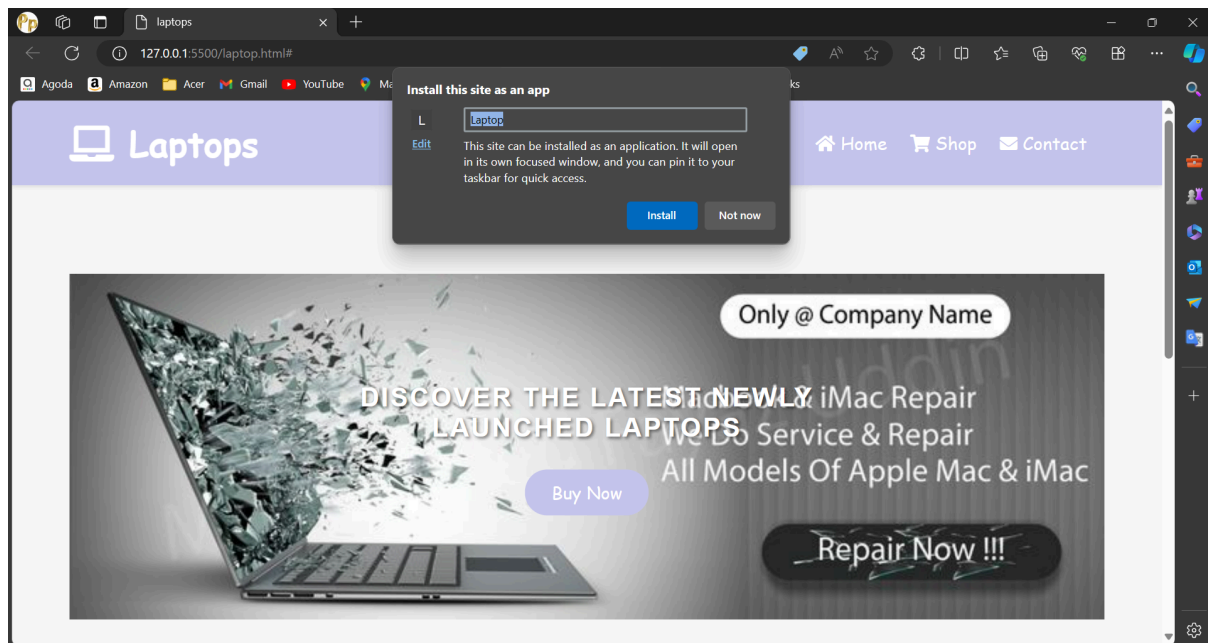 laptops
127.0.0.1:5500/laptop.html#
Agoda
Amazon
Acer
Gmail
YouTube
Ma
ks
Install this site as an app
L
Laptop
Edit
This site can be installed as an application. It will open
in its own focused window, and you can pin it to your
taskbar for quick access.
Install
Not now
Laptops
Home
Shop
Contact
Only @ Company Name
DISCOVER THE LATEST NEWLY
LAUNCHED LAPTOPS
Macbook & iMac Repair
We Do Service & Repair
All Models Of Apple Mac & iMac
Buy Now
Repair Now !!!